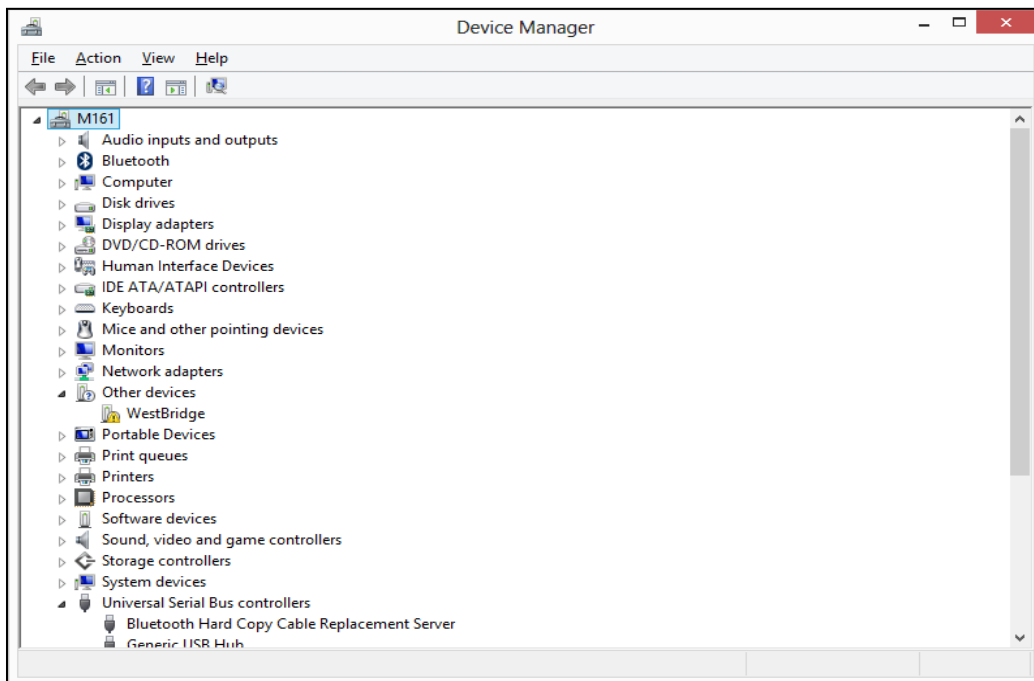 Device Manager
File Action View Help
M161
Audio inputs and outputs
Bluetooth
Computer
Disk drives
Display adapters
DVD/CD-ROM drives
Human Interface Devices
IDE ATA/ATAPI controllers
Keyboards
Mice and other pointing devices
Monitors
Network adapters
Other devices
WestBridge
Portable Devices
Print queues
Printers
Processors
Software devices
Sound, video and game controllers
Storage controllers
System devices
Universal Serial Bus controllers
Bluetooth Hard Copy Cable Replacement Server
Generic USB Hub